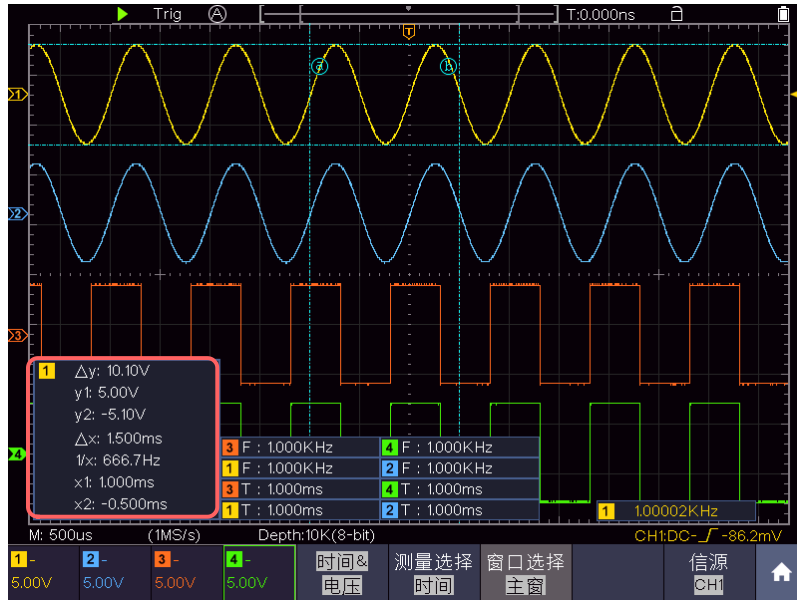 Trig A T:0.000ns
T
a b
1
2
3
4
1 △y: 10.10V
y1: 5.00V
y2: -5.10V
△x: 1.500ms
1/x: 666.7Hz
x1: 1.000ms
x2: -0.500ms
3 F : 1.000KHz 4 F : 1.000KHz
1 F : 1.000KHz 2 F : 1.000KHz
3 T : 1.000ms 4 T : 1.000ms
1 T : 1.000ms 2 T : 1.000ms
1 1.00002KHz
M: 500us (1MS/s) Depth:10K(8-bit) CH1:DC- -86.2mV
1 - 2 - 3 - 4 - 时间& 测量选择 窗口选择 信源
5.00V 5.00V 5.00V 5.00V 电压 时间 主窗 CH1